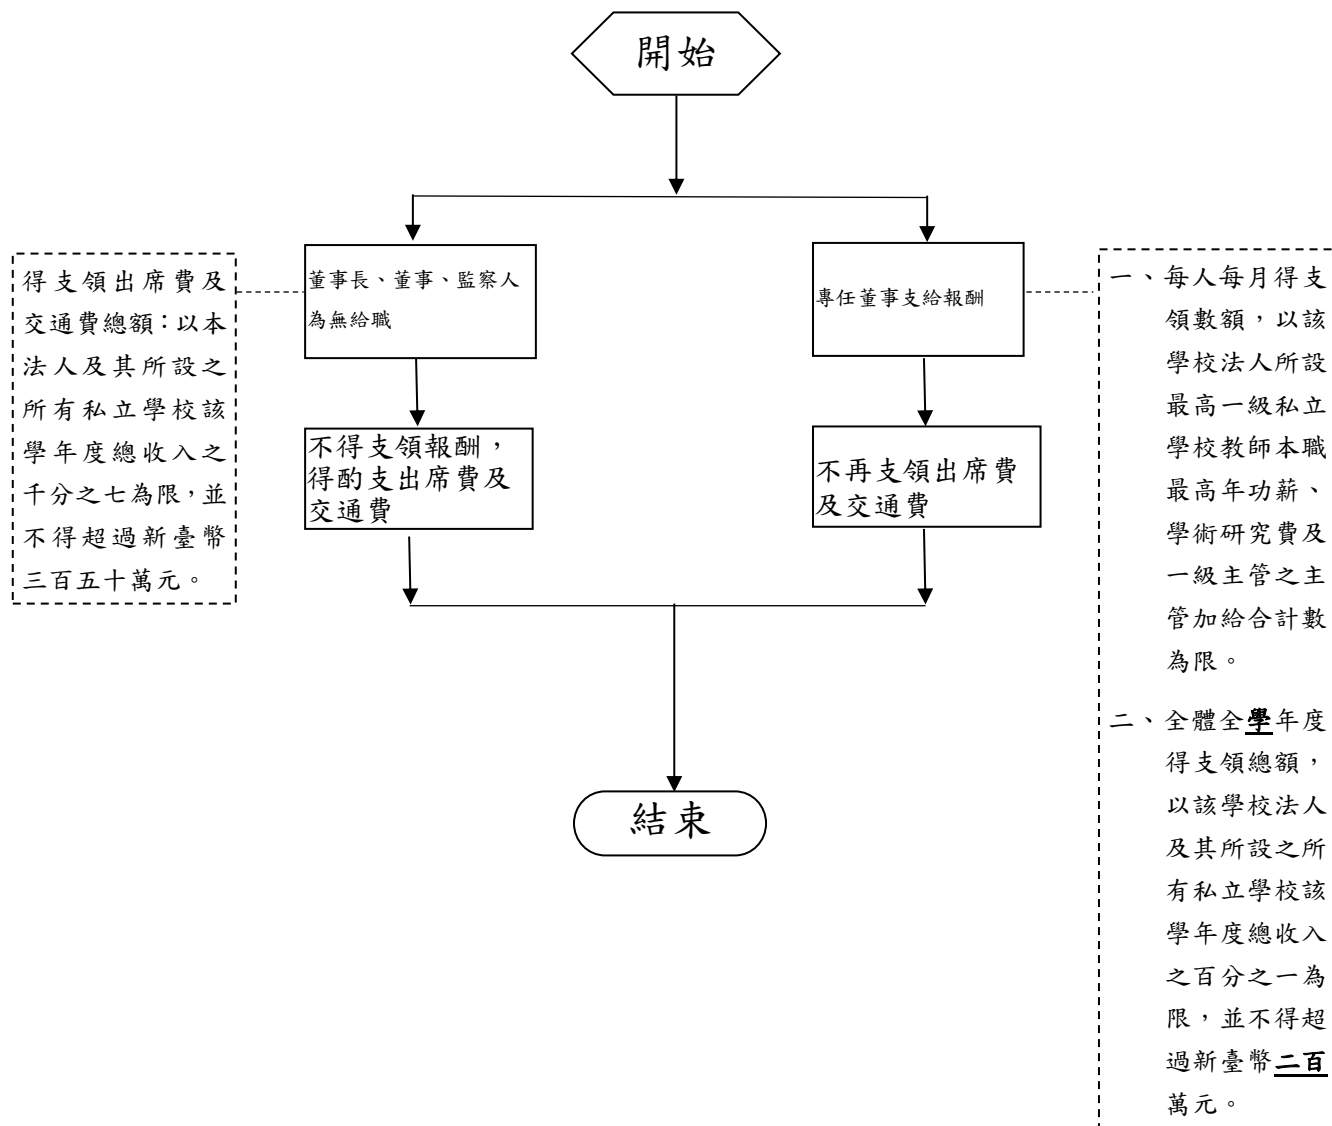 開始
得支領出席費及
交通費總額：以本
法人及其所設之
所有私立學校該
學年度總收入之
千分之七為限，並
不得超過新臺幣
三百五十萬元。
董事長、董事、監察人
為無給職
不得支領報酬，
得酌支出席費及
交通費
專任董事支給報酬
不再支領出席費
及交通費
一、每人每月得支
領數額，以該
學校法人所設
最高一級私立
學校教師本職
最高年功薪、
學術研究費及
一級主管之主
管加給合計數
為限。
二、全體全學年度
得支領總額，
以該學校法人
及其所設之所
有私立學校該
學年度總收入
之百分之一為
限，並不得超
過新臺幣二百
萬元。
結束